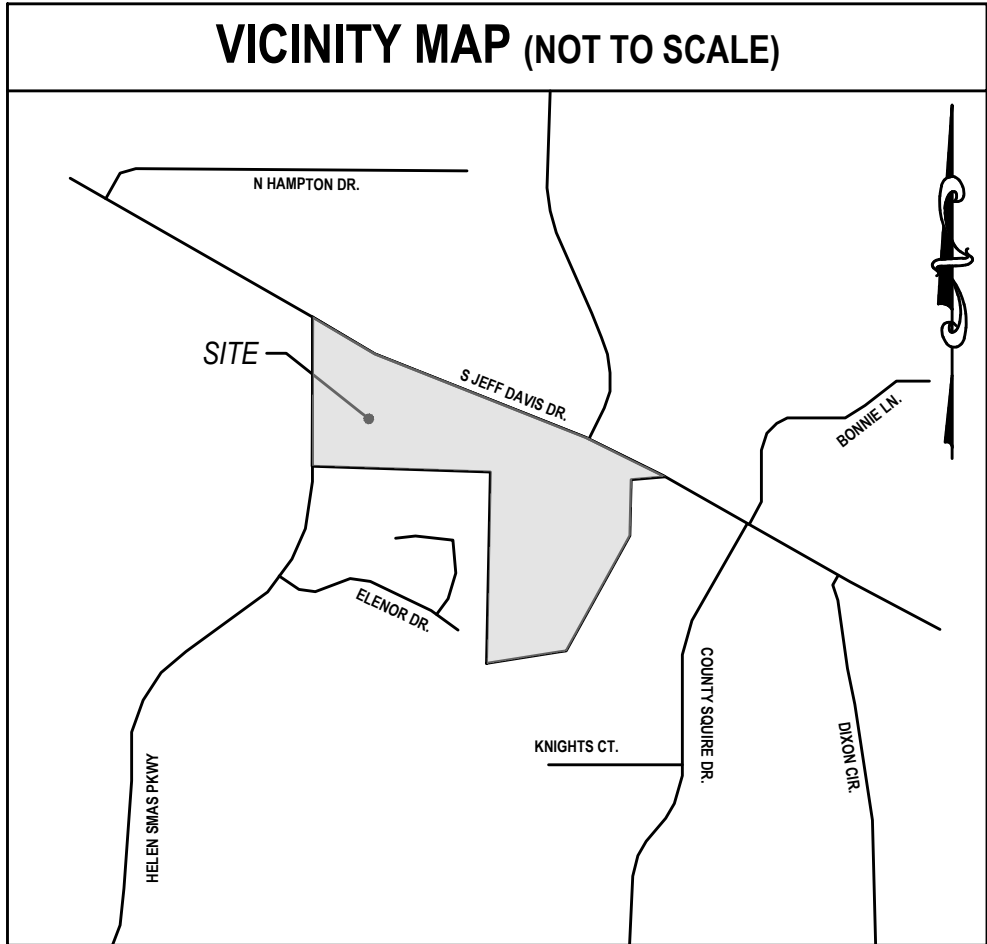 VICINITY MAP (NOT TO SCALE)
N HAMPTON DR.
SITE
S JEFF DAVIS DR.
BONNIE LN.
ELENOR DR.
COUNTY SQUIRE DR.
KNIGHTS CT.
DIXON CIR.
HELEN SMAS PKWY